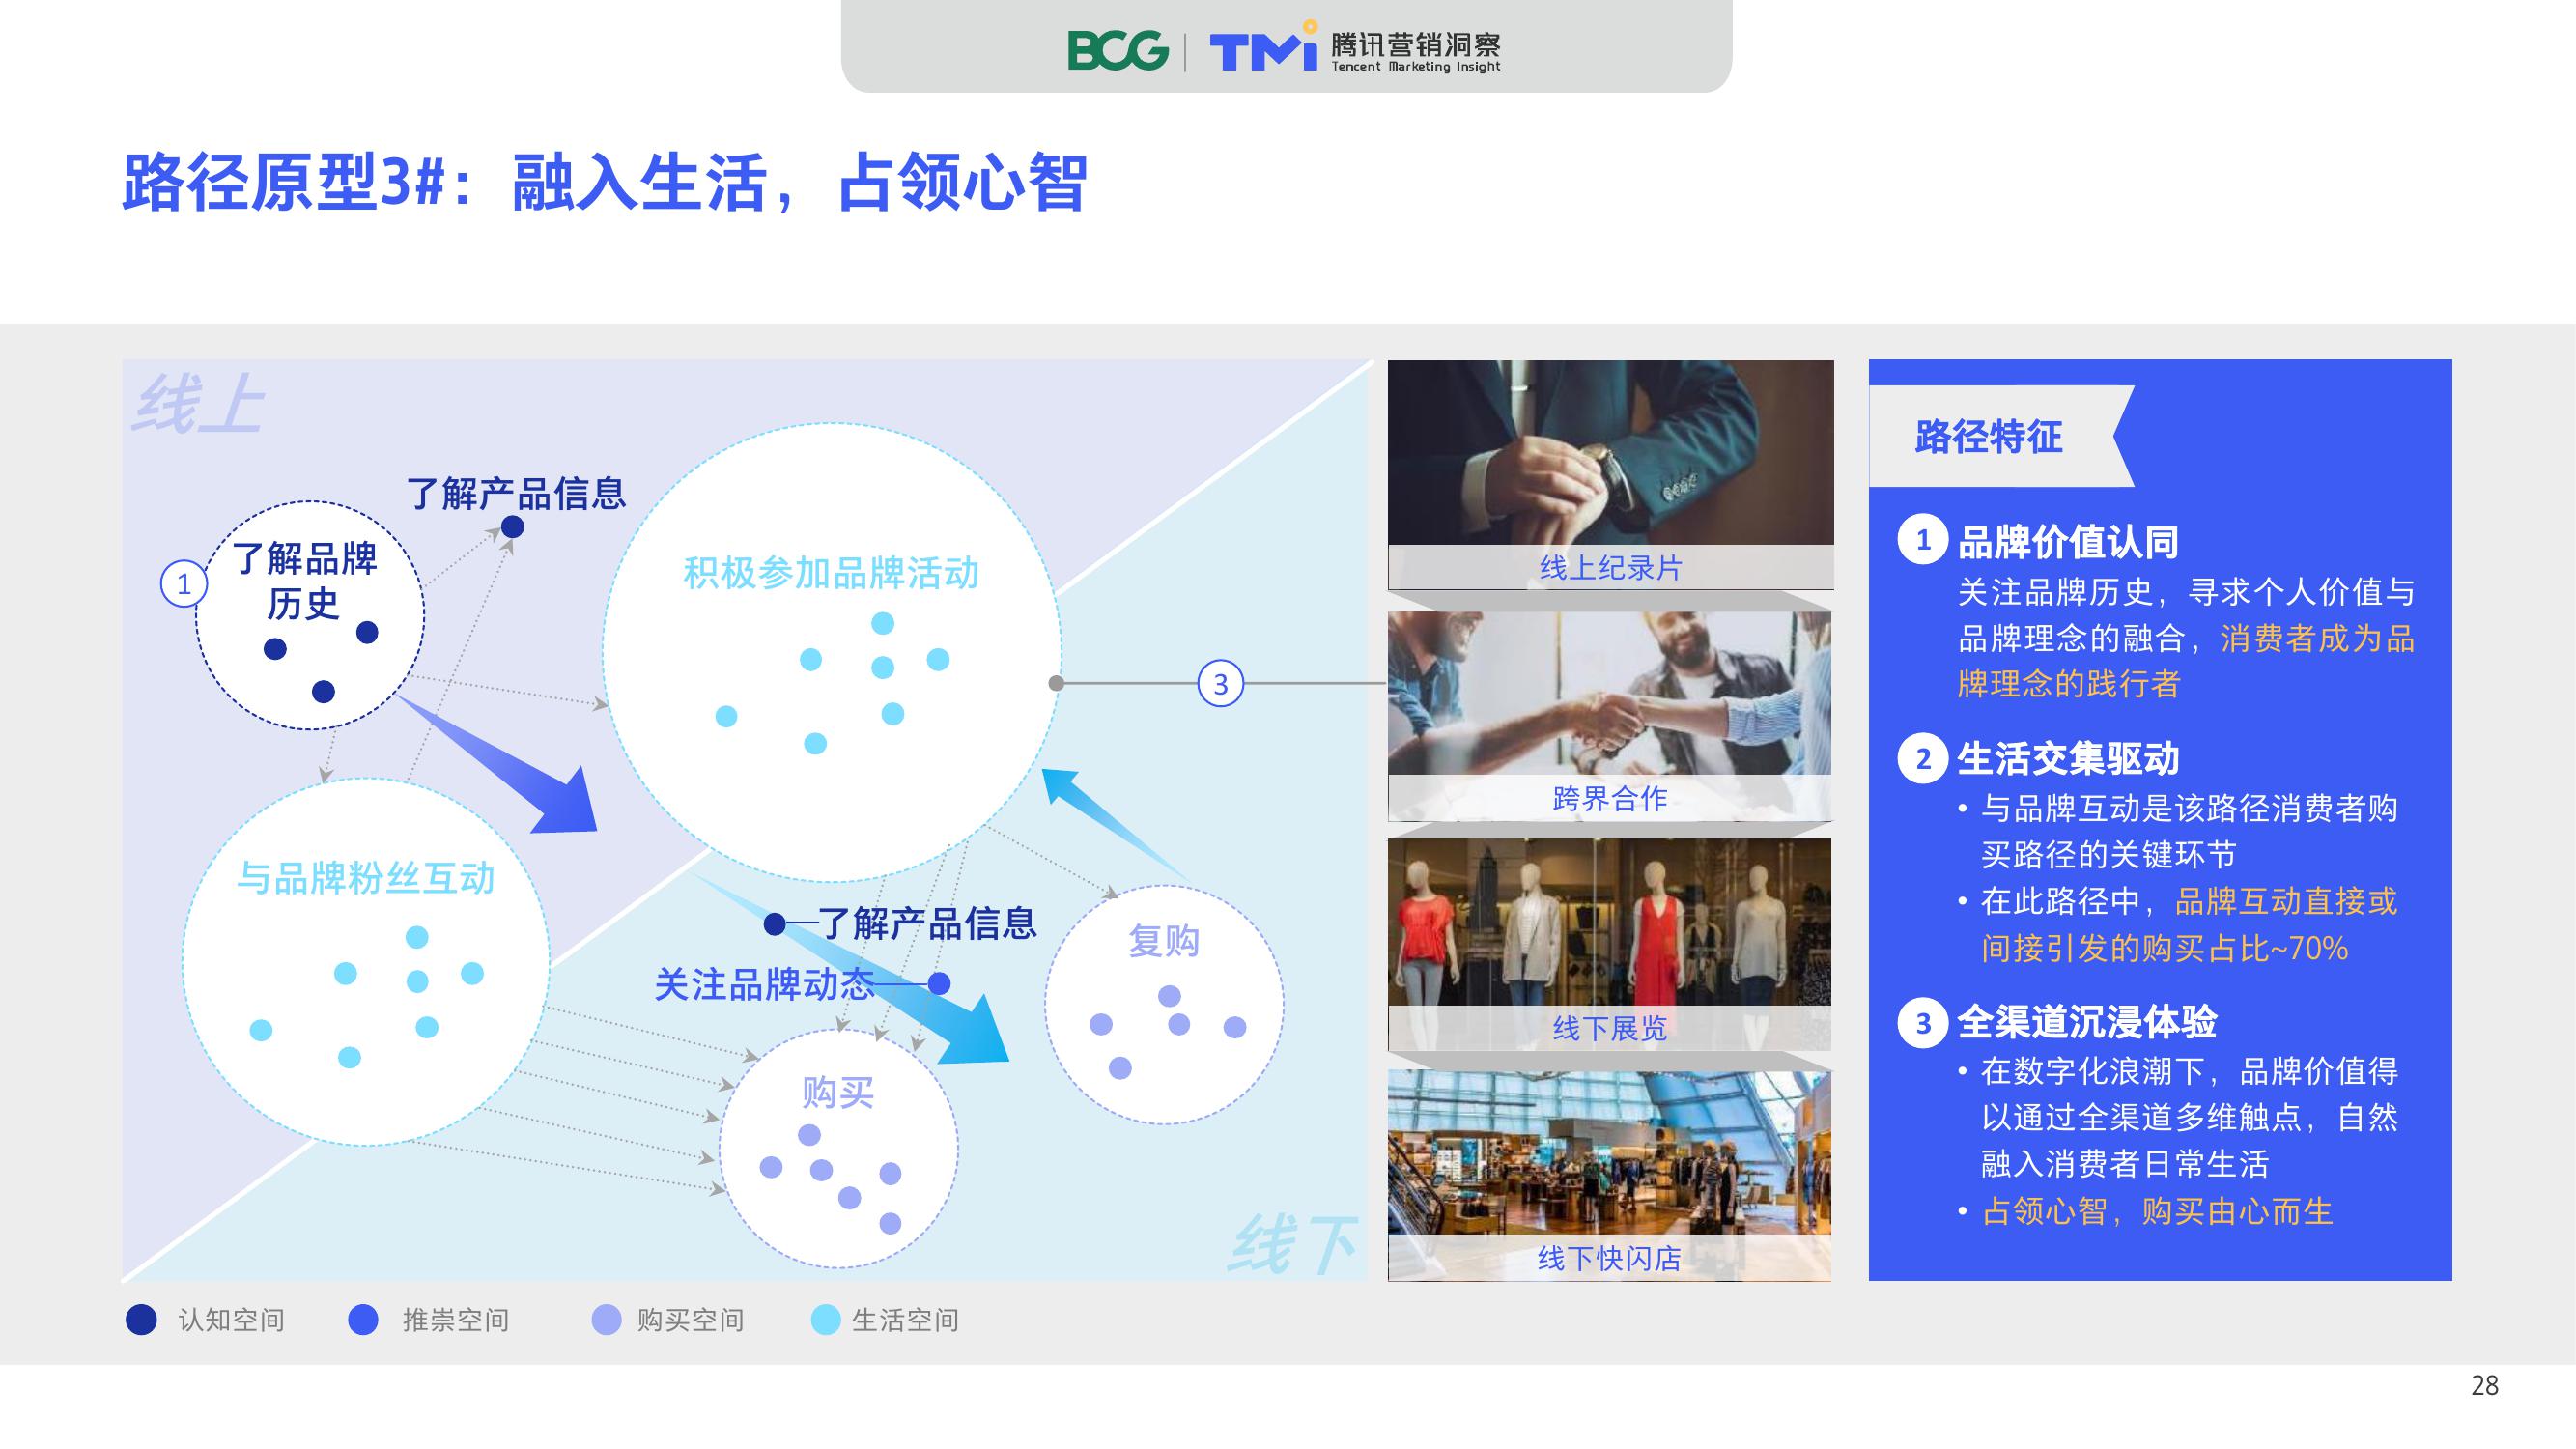 BCG
TMi 腾讯营销洞察
Tencent Marketing Insight
路径原型3#：融入生活，占领心智
线上
了解产品信息
1
了解品牌
历史
积极参加品牌活动
3
与品牌粉丝互动
了解产品信息
关注品牌动态
复购
购买
线下
线上纪录片
跨界合作
线下展览
线下快闪店
路径特征
1 品牌价值认同
关注品牌历史，寻求个人价值与
品牌理念的融合，消费者成为品
牌理念的践行者
2 生活交集驱动
• 与品牌互动是该路径消费者购
买路径的关键环节
• 在此路径中，品牌互动直接或
间接引发的购买占比~70%
3 全渠道沉浸体验
• 在数字化浪潮下，品牌价值得
以通过全渠道多维触点，自然
融入消费者日常生活
• 占领心智，购买由心而生
认知空间 推崇空间 购买空间 生活空间
28